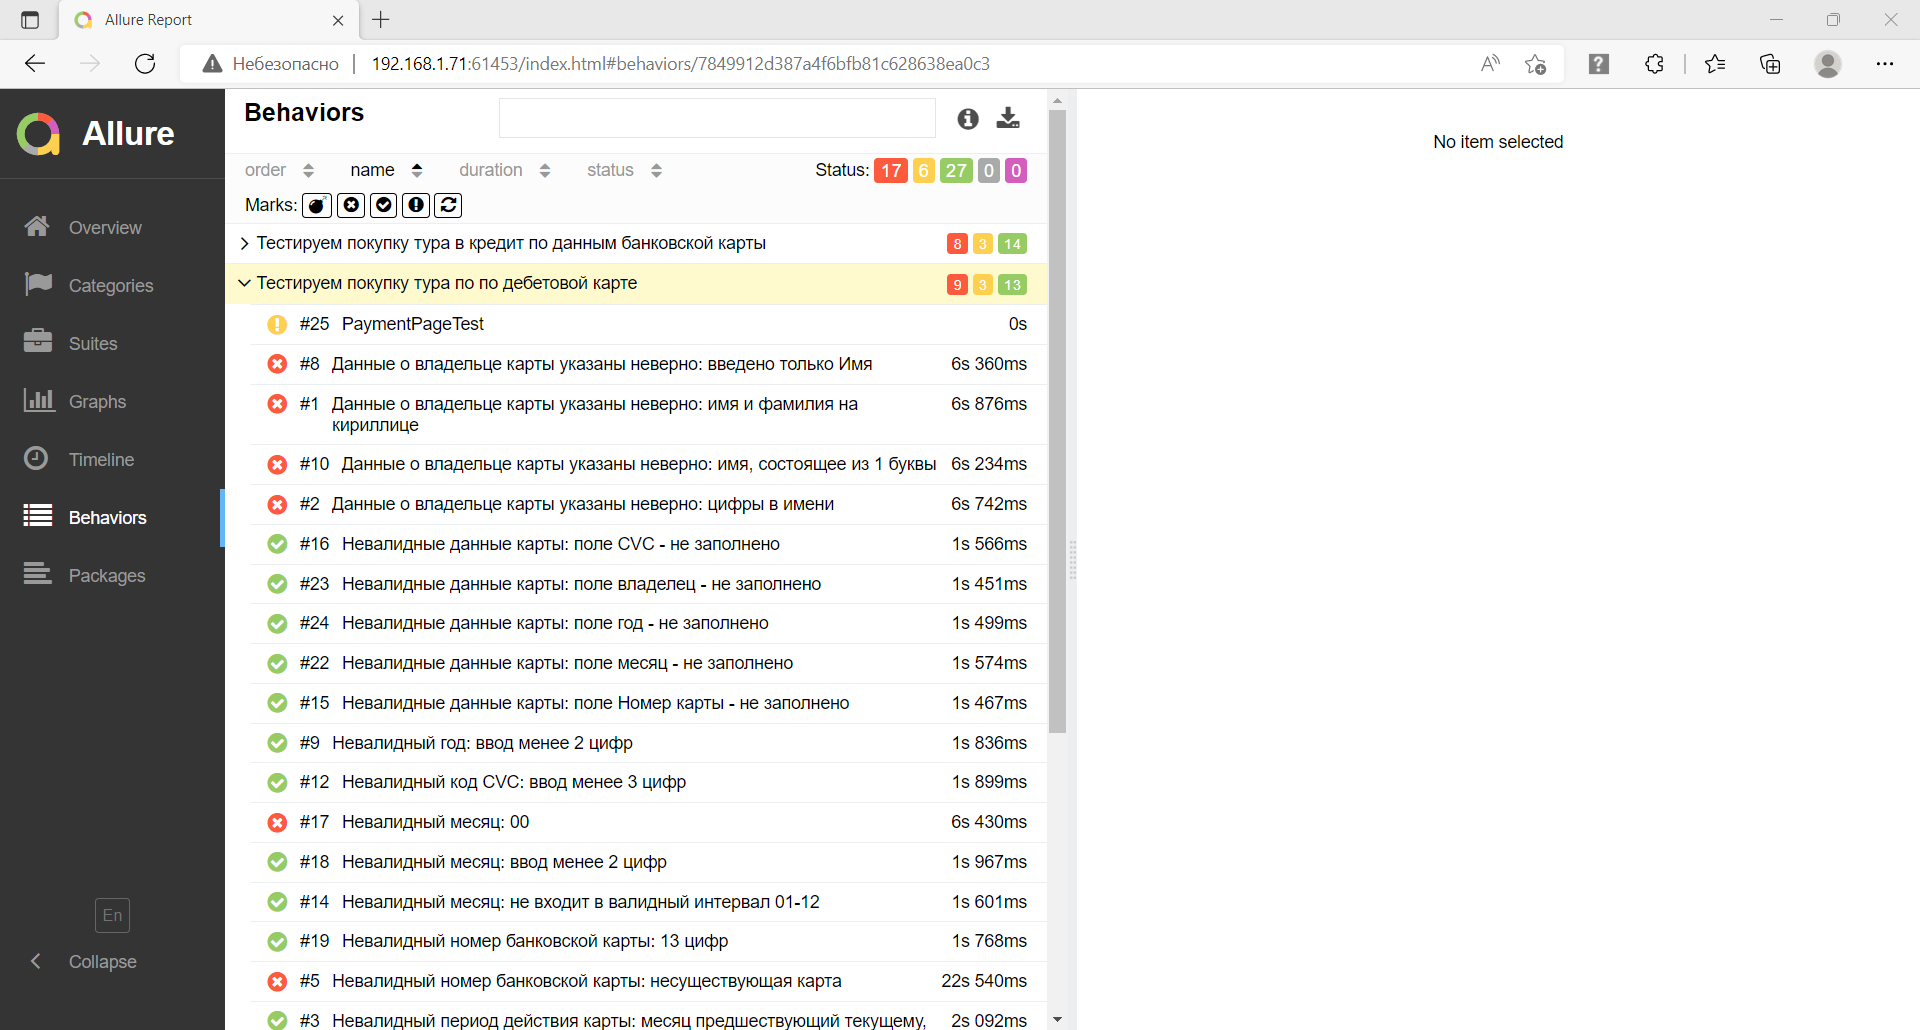 Allure Report
Небезопасно
192.168.1.71:61453/index.html#behaviors/7849912d387a4f6bfb81c628638ea0c3
Allure
Overview
Categories
Suites
Graphs
Timeline
Behaviors
Packages
En
Collapse
Behaviors
order name duration status Status: 17 6 27 0 0
Marks:
Тестируем покупку тура в кредит по данным банковской карты 8 3 14
Тестируем покупку тура по по дебетовой карте 9 3 13
#25 PaymentPageTest 0s
#8 Данные о владельце карты указаны неверно: введено только Имя 6s 360ms
#1 Данные о владельце карты указаны неверно: имя и фамилия на 6s 876ms
кириллице
#10 Данные о владельце карты указаны неверно: имя, состоящее из 1 буквы 6s 234ms
#2 Данные о владельце карты указаны неверно: цифры в имени 6s 742ms
#16 Невалидные данные карты: поле CVC - не заполнено 1s 566ms
#23 Невалидные данные карты: поле владелец - не заполнено 1s 451ms
#24 Невалидные данные карты: поле год - не заполнено 1s 499ms
#22 Невалидные данные карты: поле месяц - не заполнено 1s 574ms
#15 Невалидные данные карты: поле Номер карты - не заполнено 1s 467ms
#9 Невалидный год: ввод менее 2 цифр 1s 836ms
#12 Невалидный код CVC: ввод менее 3 цифр 1s 899ms
#17 Невалидный месяц: 00 6s 430ms
#18 Невалидный месяц: ввод менее 2 цифр 1s 967ms
#14 Невалидный месяц: не входит в валидный интервал 01-12 1s 601ms
#19 Невалидный номер банковской карты: 13 цифр 1s 768ms
#5 Невалидный номер банковской карты: несуществующая карта 22s 540ms
#3 Невалидный период действия карты: месяц предшествующий текущему, 2s 092ms
No item selected